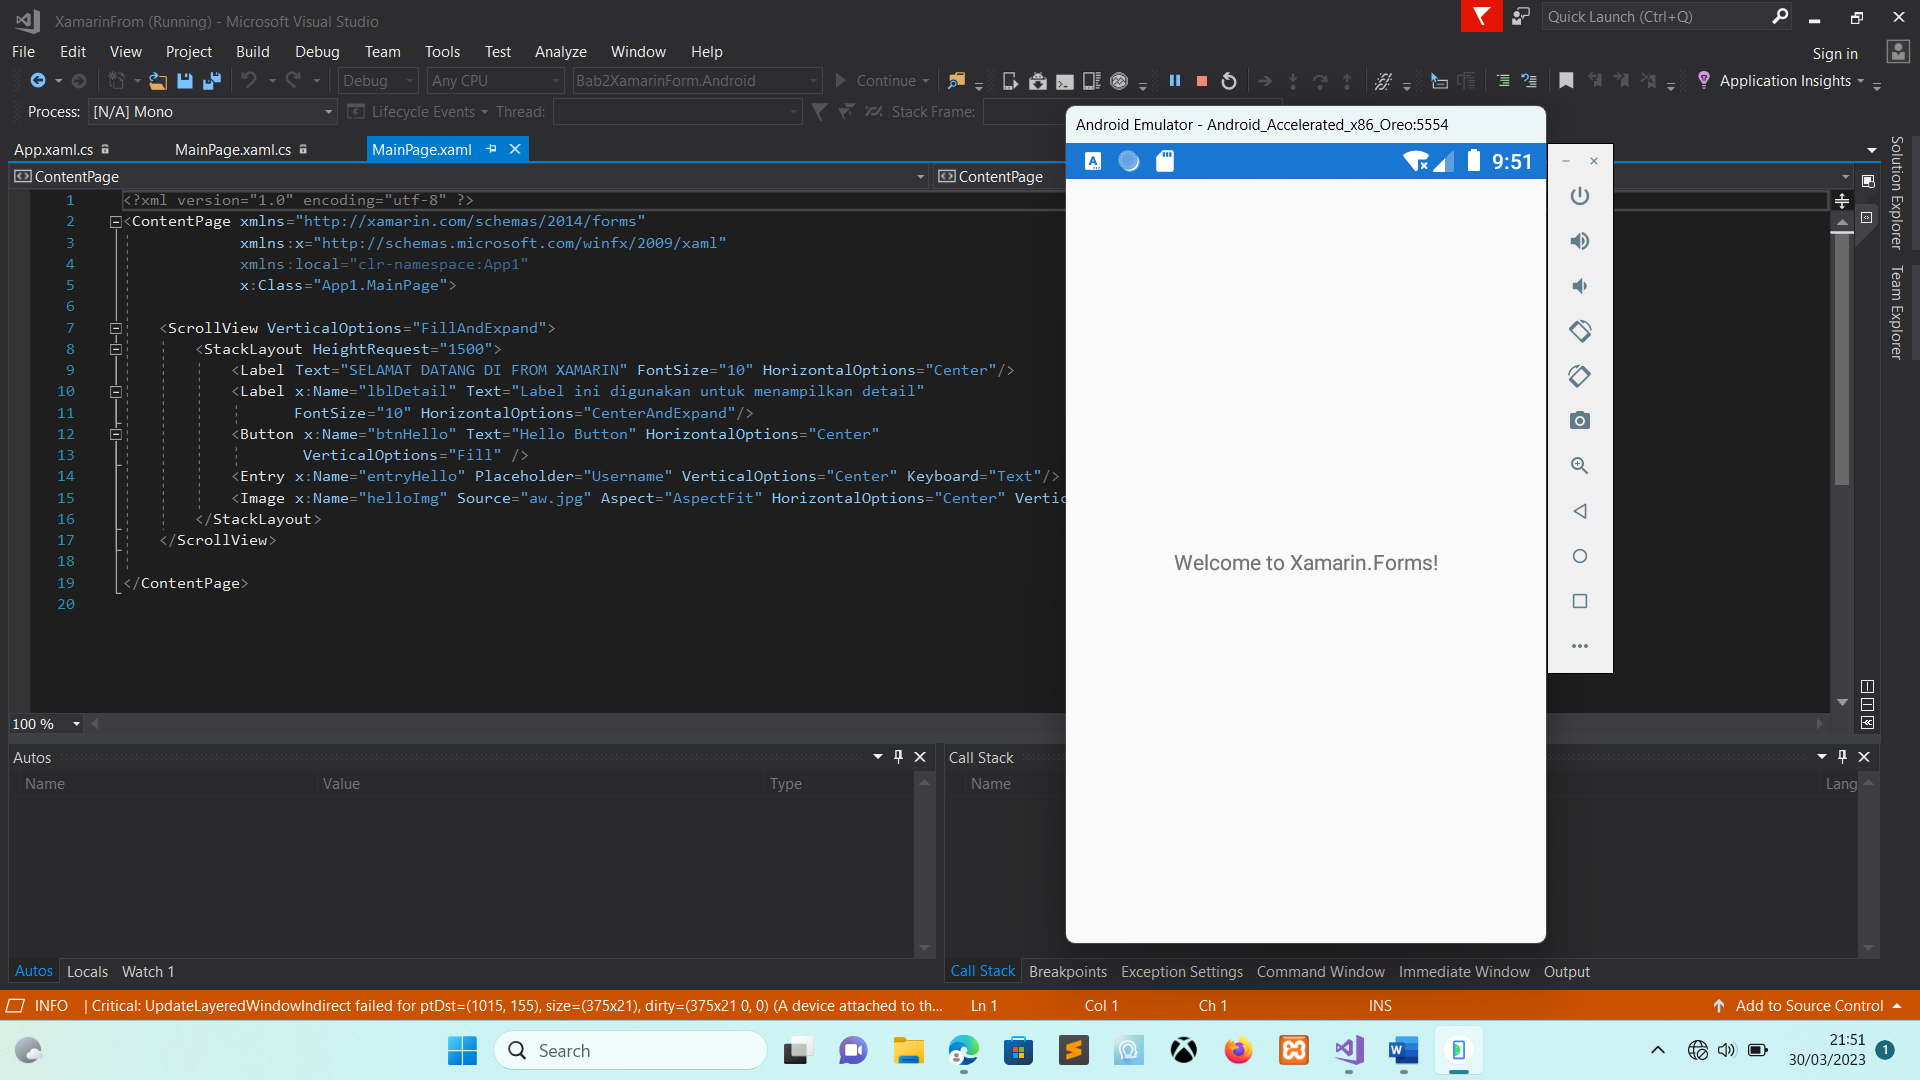 XamarinFrom (Running) - Microsoft Visual Studio
Quick Launch (Ctrl+Q)
File Edit View Project Build Debug Team Tools Test Analyze Window Help
Sign in
Debug Any CPU Bab2XamarinForm.Android Continue Application Insights
Process: [N/A] Mono Lifecycle Events Thread: Stack Frame:
App.xaml.cs MainPage.xaml.cs MainPage.xaml
ContentPage ContentPage
1 <?xml version="1.0" encoding="utf-8" ?>
2 <ContentPage xmlns="http://xamarin.com/schemas/2014/forms"
3 xmlns:x="http://schemas.microsoft.com/winfx/2009/xaml"
4 xmlns:local="clr-namespace:App1"
5 x:Class="App1.MainPage">
6
7 <ScrollView VerticalOptions="FillAndExpand">
8 <StackLayout HeightRequest="1500">
9 <Label Text="SELAMAT DATANG DI FROM XAMARIN" FontSize="10" HorizontalOptions="Center"/>
10 <Label x:Name="lblDetail" Text="Label ini digunakan untuk menampilkan detail"
11 FontSize="10" HorizontalOptions="CenterAndExpand"/>
12 <Button x:Name="btnHello" Text="Hello Button" HorizontalOptions="Center"
13 VerticalOptions="Fill" />
14 <Entry x:Name="entryHello" Placeholder="Username" VerticalOptions="Center" Keyboard="Text"/>
15 <Image x:Name="helloImg" Source="aw.jpg" Aspect="AspectFit" HorizontalOptions="Center" Vertic
16 </StackLayout>
17 </ScrollView>
18
19 </ContentPage>
20
100 %
Android Emulator - Android_Accelerated_x86_Oreo:5554
A 9:51
Welcome to Xamarin.Forms!
Solution Explorer
Team Explorer
Autos
Name Value Type
Autos Locals Watch 1
Call Stack
Name Lang
Call Stack Breakpoints Exception Settings Command Window Immediate Window Output
INFO | Critical: UpdateLayeredWindowIndirect failed for ptDst=(1015, 155), size=(375x21), dirty=(375x21 0, 0) (A device attached to th... Ln 1 Col 1 Ch 1 INS Add to Source Control
Search
21:51
30/03/2023
1